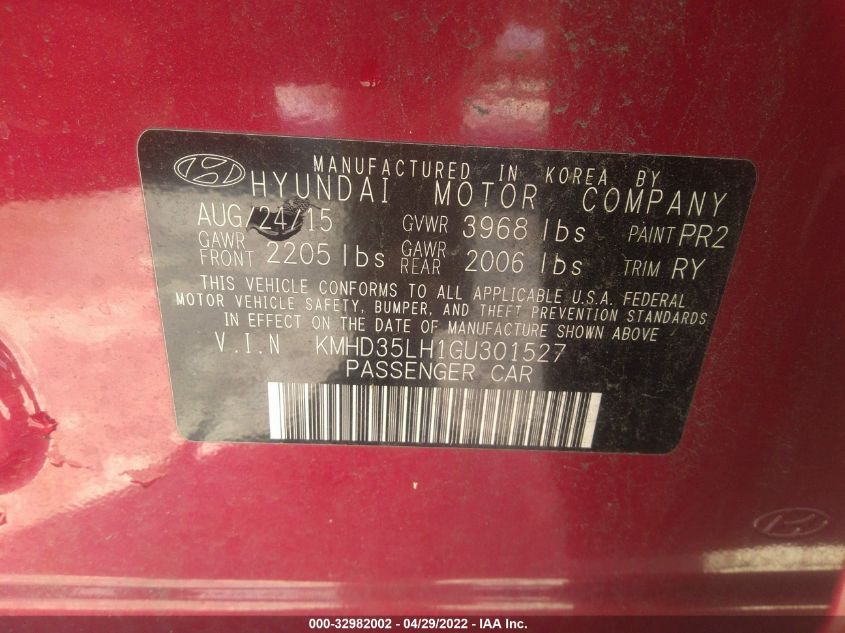 MANUFACTURED IN KOREA BY
HYUNDAI MOTOR COMPANY
AUG/24/15 GVWR 3968 lbs PAINT PR2
GAWR FRONT 2205 lbs GAWR REAR 2006 lbs TRIM RY
THIS VEHICLE CONFORMS TO ALL APPLICABLE U.S.A. FEDERAL
MOTOR VEHICLE SAFETY, BUMPER, AND THEFT PREVENTION STANDARDS
IN EFFECT ON THE DATE OF MANUFACTURE SHOWN ABOVE
V.I.N KMHD35LH1GU301527
PASSENGER CAR
000-32982002 - 04/29/2022 - IAA Inc.